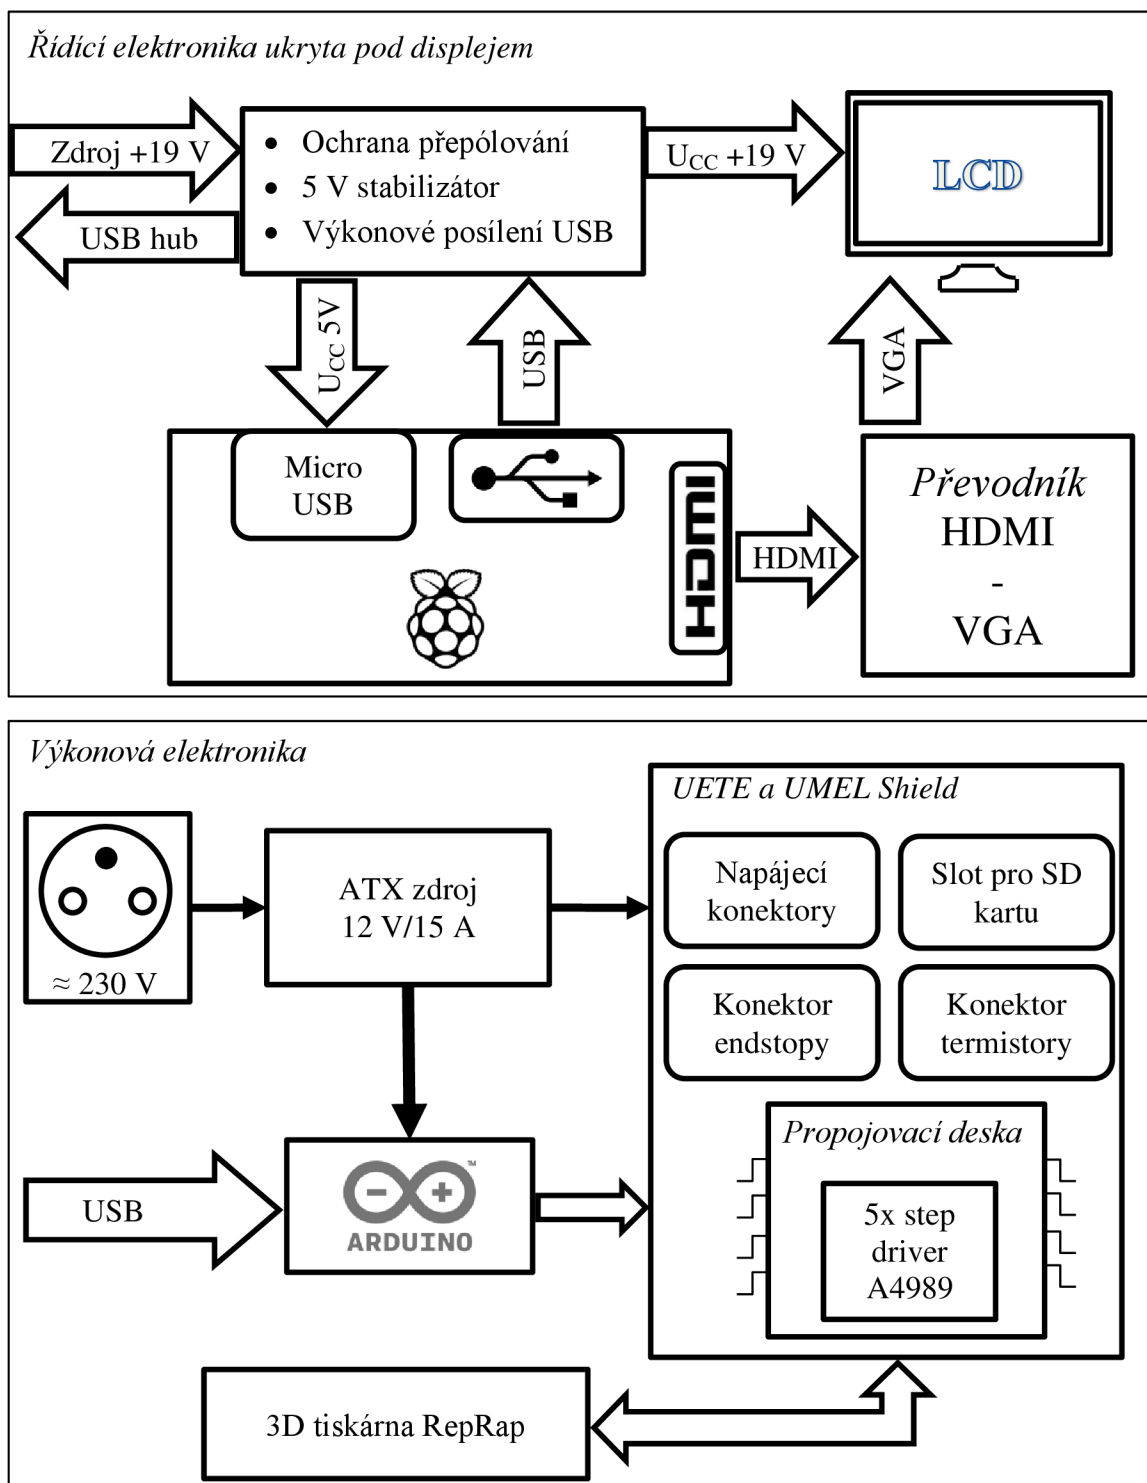 Řídící elektronika ukryta pod displejem
Zdroj +19 V
USB hub
• Ochrana přepólování
• 5 V stabilizátor
• Výkonové posílení USB
UCC +19 V
LCD
UCC 5V
USB
VGA
Micro
USB
HDMI
HDMI
Převodník
HDMI
-
VGA
Výkonová elektronika
≈ 230 V
ATX zdroj
12 V/15 A
UETE a UMEL Shield
Napájecí
konektory
Slot pro SD
kartu
Konektor
endstopy
Konektor
termistory
Propojovací deska
5x step
driver
A4989
USB
ARDUINO
TM
3D tiskárna RepRap